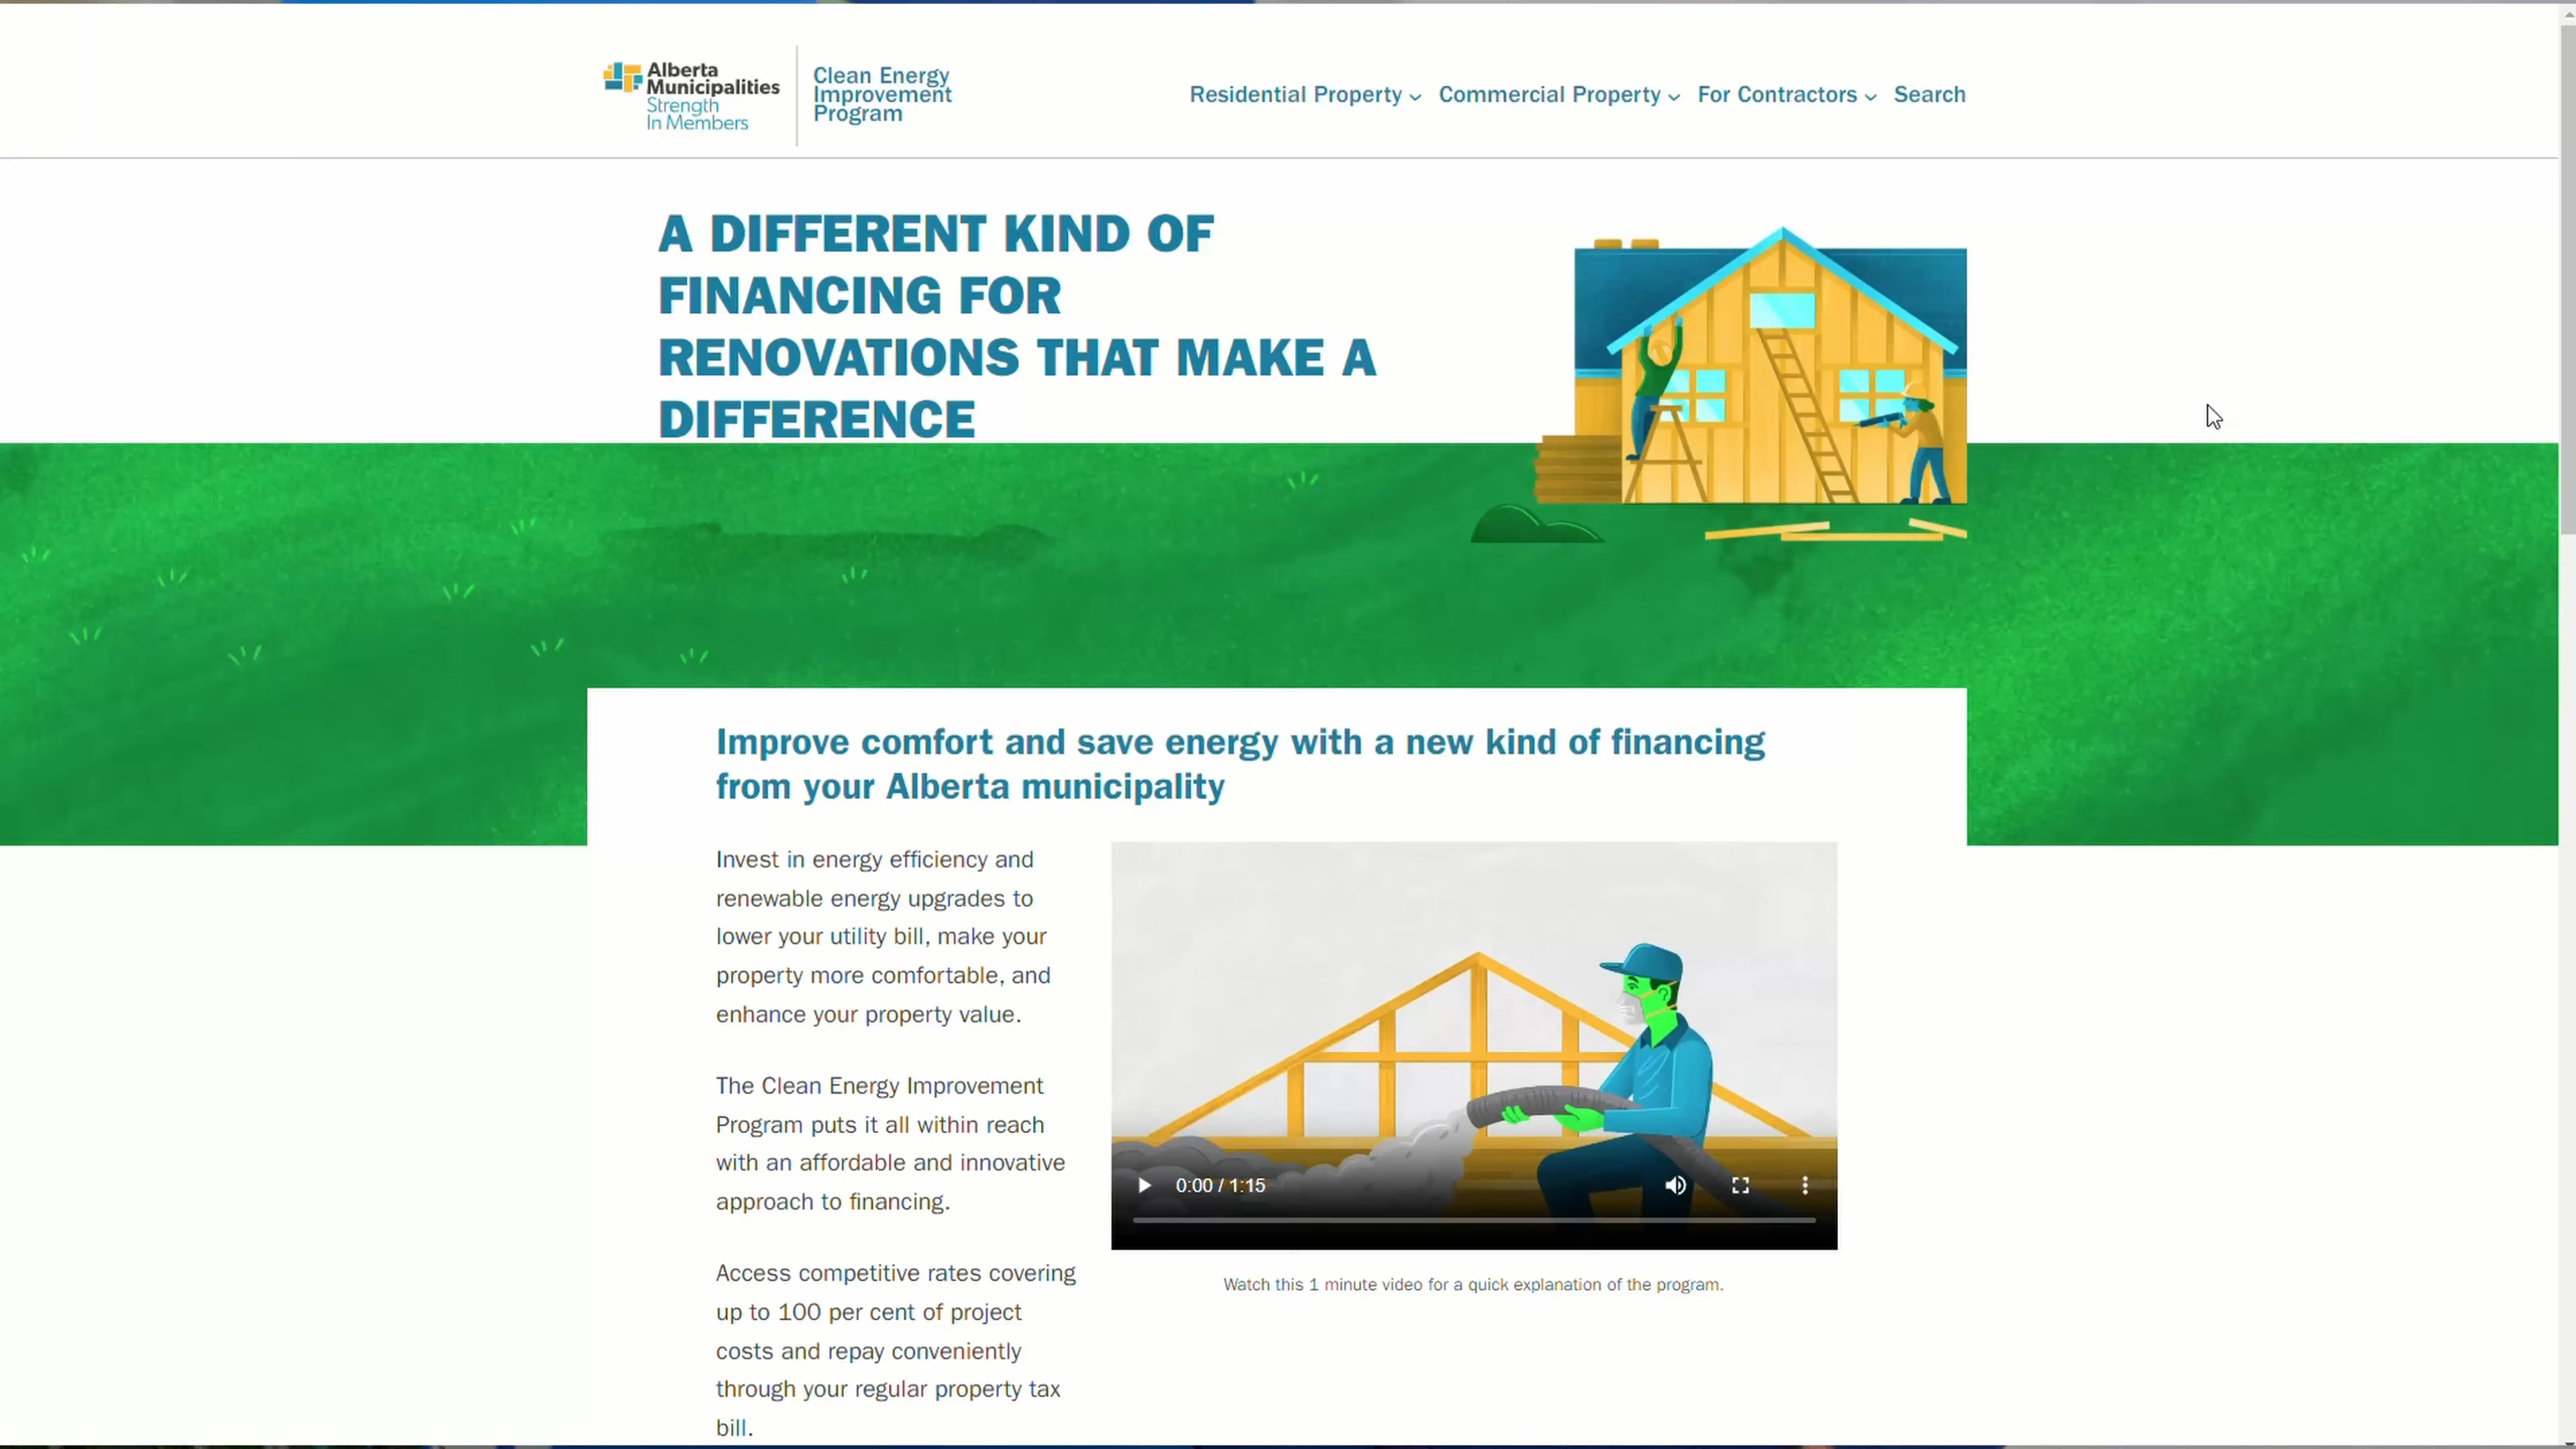 Alberta
Municipalities
Strength
In Members
Clean Energy
Improvement
Program
Residential Property
Commercial Property
For Contractors
Search
A DIFFERENT KIND OF
FINANCING FOR
RENOVATIONS THAT MAKE A
DIFFERENCE
Improve comfort and save energy with a new kind of financing
from your Alberta municipality
Invest in energy efficiency and
renewable energy upgrades to
lower your utility bill, make your
property more comfortable, and
enhance your property value.
The Clean Energy Improvement
Program puts it all within reach
with an affordable and innovative
approach to financing.
Access competitive rates covering
up to 100 per cent of project
costs and repay conveniently
through your regular property tax
bill.
0:00 / 1:15
Watch this 1 minute video for a quick explanation of the program.